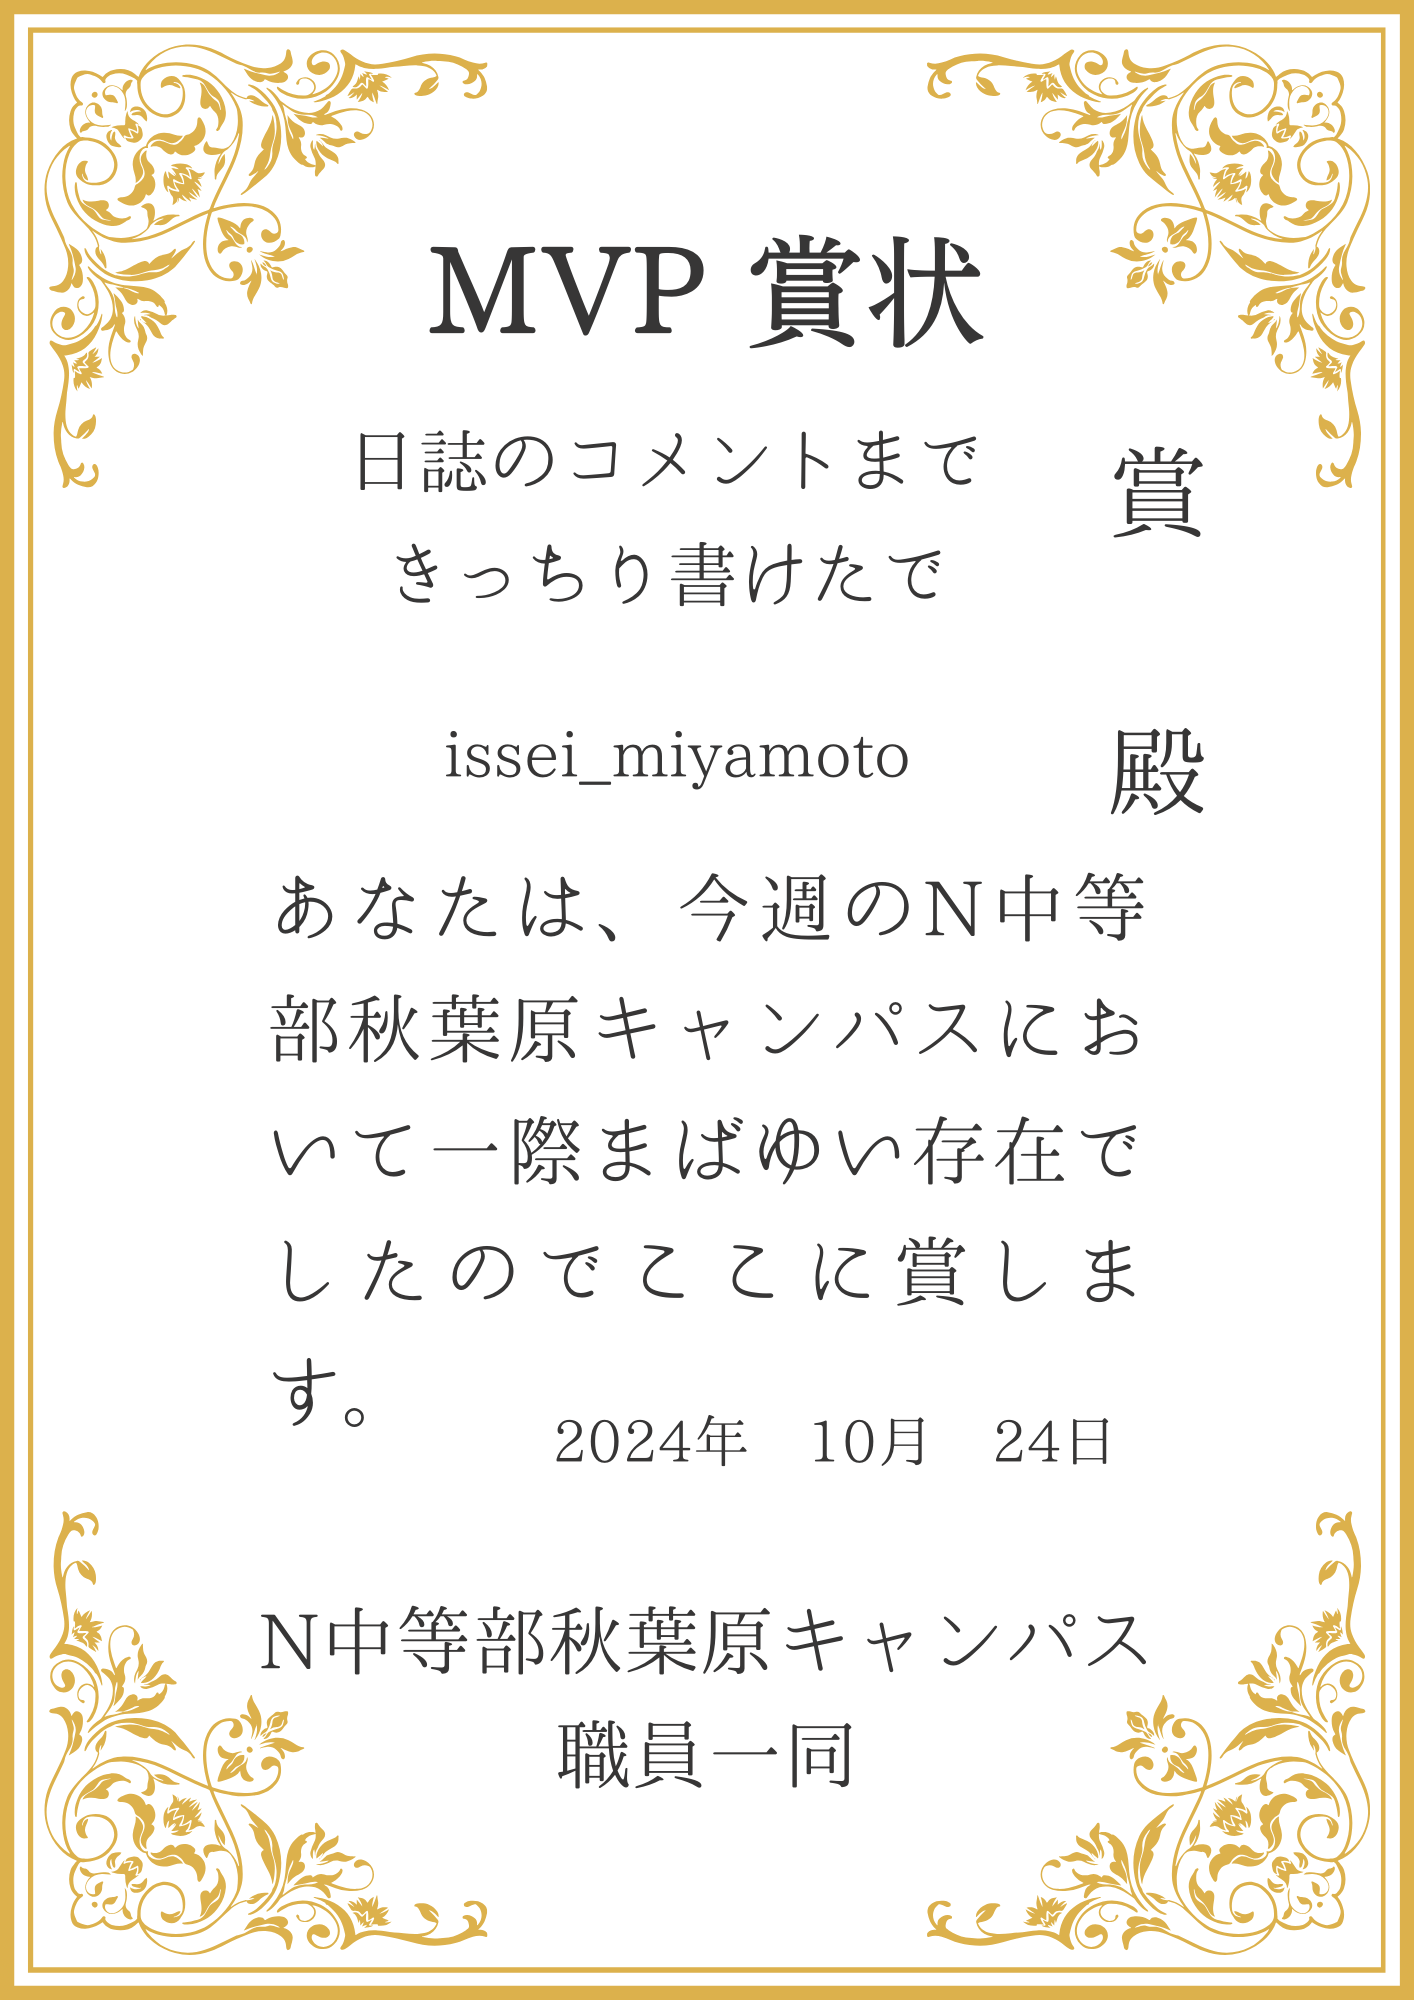 MVP 賞状
日誌のコメントまで
きっちり書けたで
賞
issei_miyamoto
殿
あなたは、今週のN中等
部秋葉原キャンパスにお
いて一際まばゆい存在で
したのでここに賞しま
す。
2024年　10月　24日
N中等部秋葉原キャンパス
職員一同